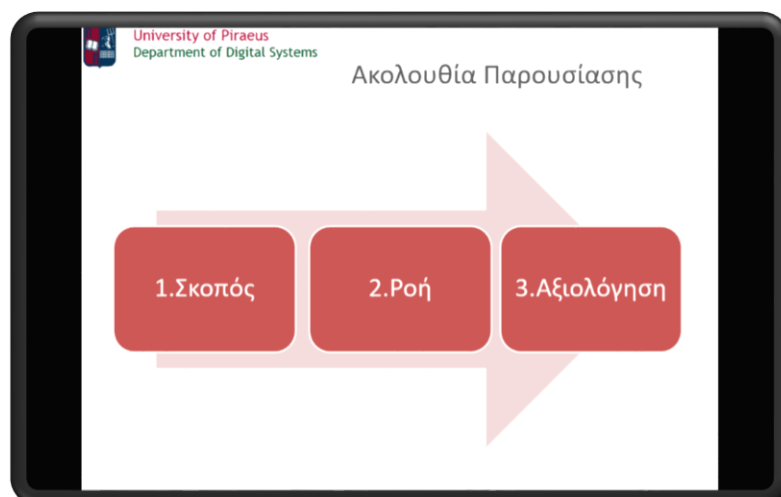 University of Piraeus
Department of Digital Systems
Ακολουθία Παρουσίασης
1.Σκοπός
2.Ροή
3.Αξιολόγηση